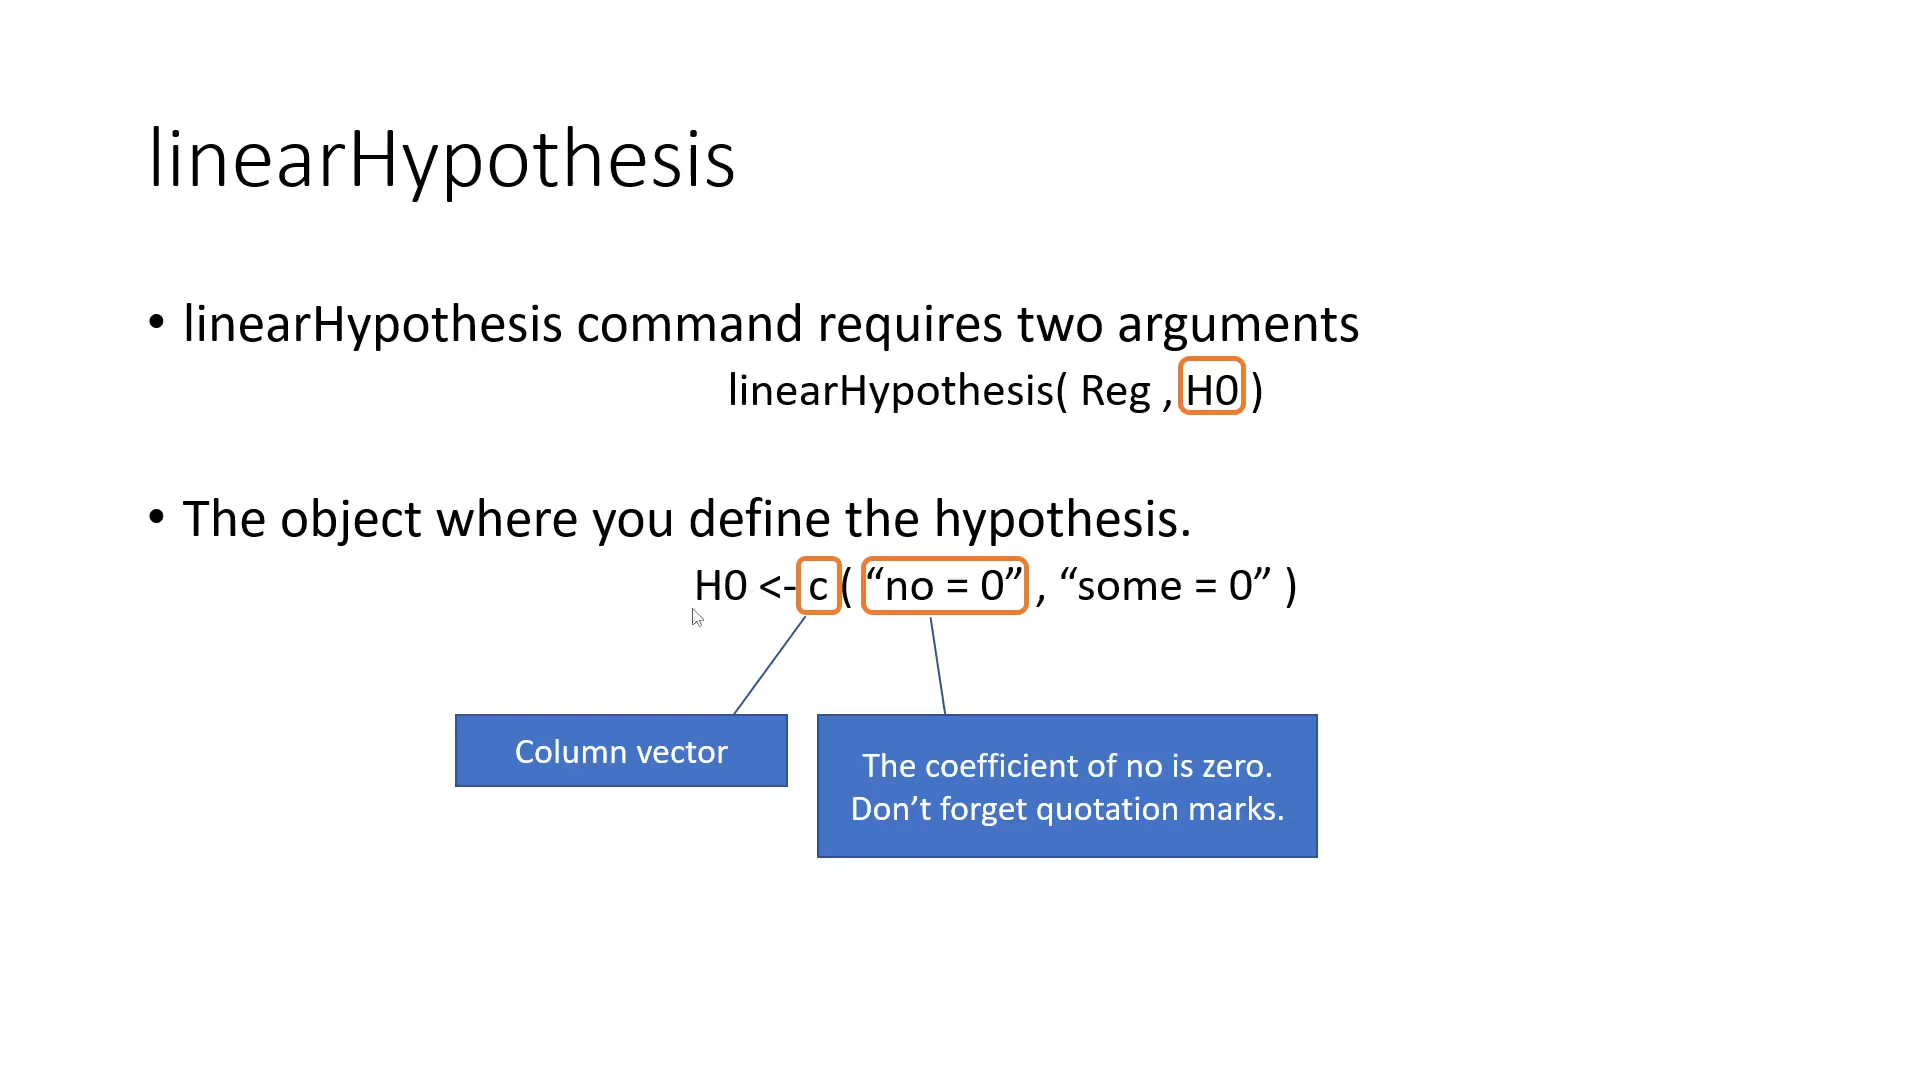 linearHypothesis
• linearHypothesis command requires two arguments
linearHypothesis( Reg , H0 )
• The object where you define the hypothesis.
H0 <- c ( “no = 0” , “some = 0” )
Column vector
The coefficient of no is zero.
Don’t forget quotation marks.